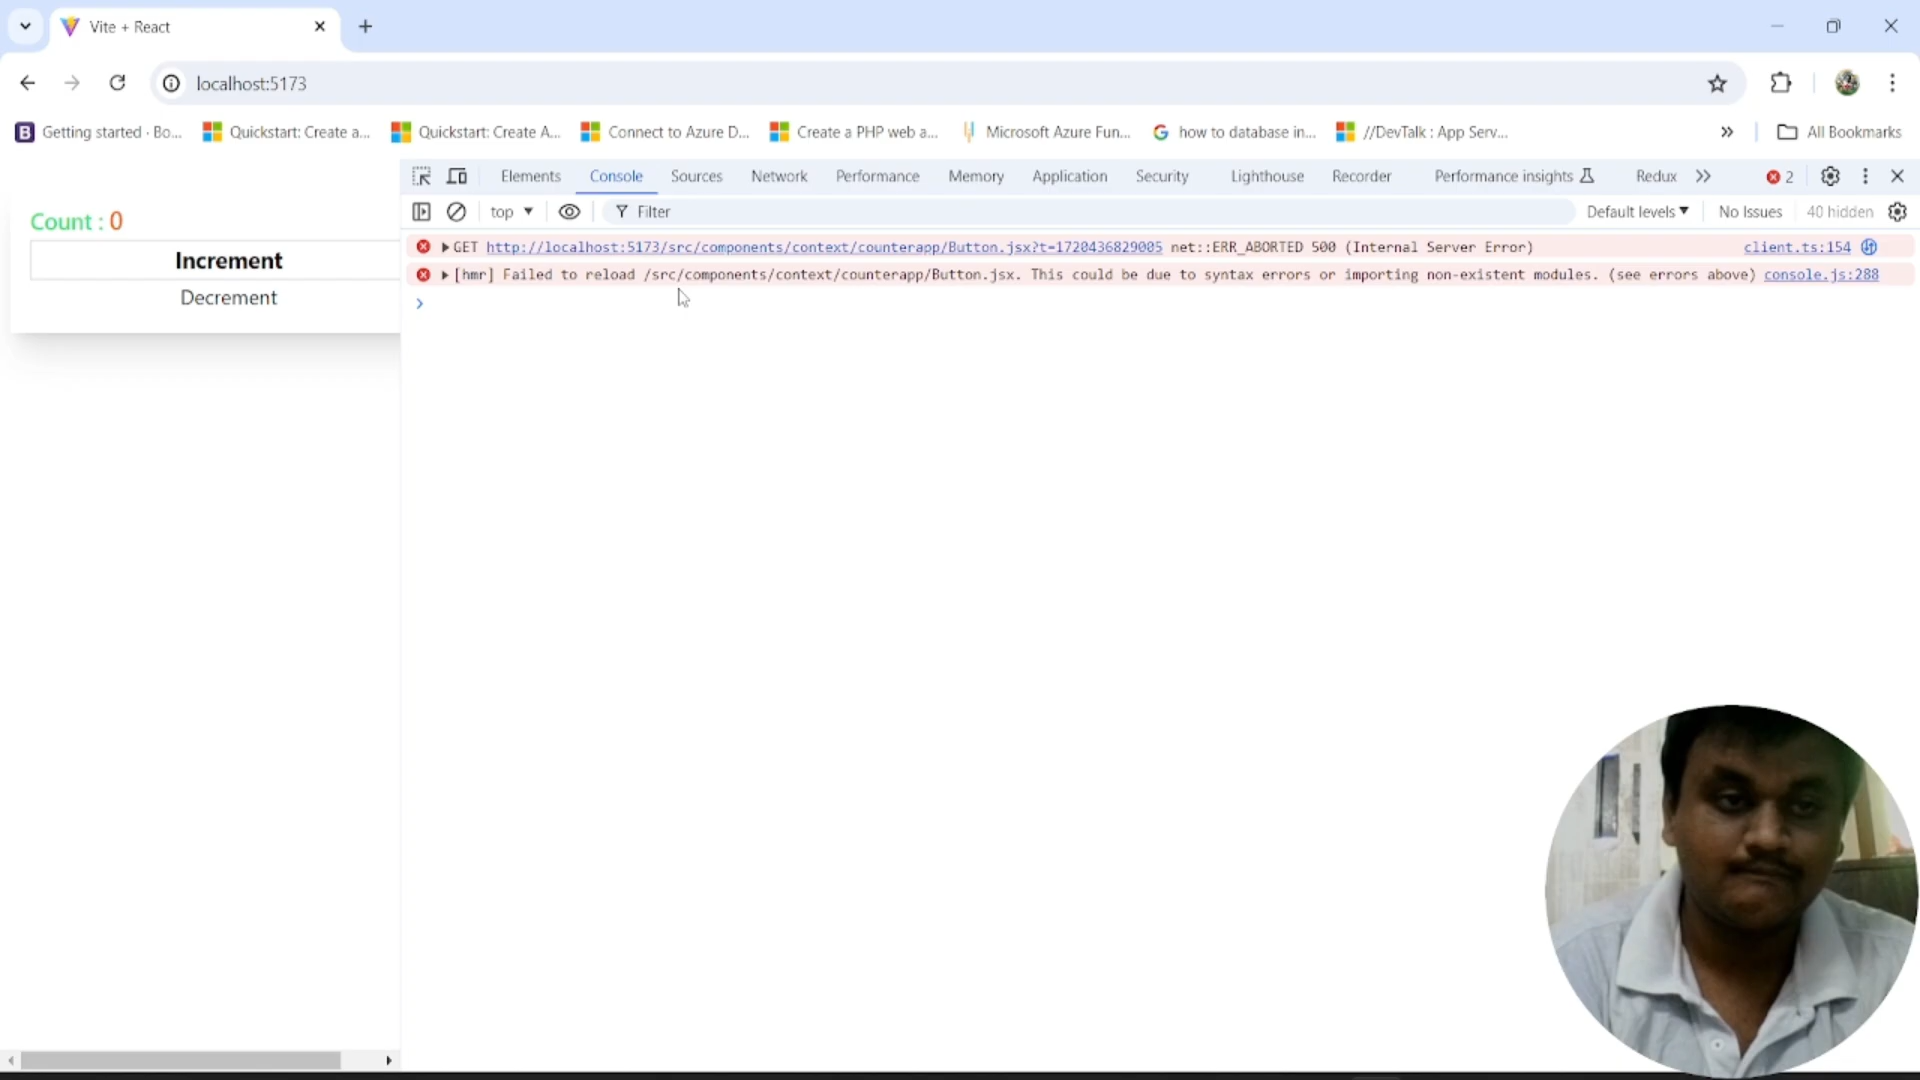 Vite + React
localhost:5173
Getting started · Bo... Quickstart: Create a... Quickstart: Create A... Connect to Azure D... Create a PHP web a... Microsoft Azure Fun... how to database in... //DevTalk : App Serv... All Bookmarks
Elements Console Sources Network Performance Memory Application Security Lighthouse Recorder Performance insights Redux 2
top Filter Default levels No Issues 40 hidden
Count : 0
Increment
Decrement
GET http://localhost:5173/src/components/context/counterapp/Button.jsx?t=1720436829005 net::ERR_ABORTED 500 (Internal Server Error) client.ts:154
[hmr] Failed to reload /src/components/context/counterapp/Button.jsx. This could be due to syntax errors or importing non-existent modules. (see errors above) console.js:288